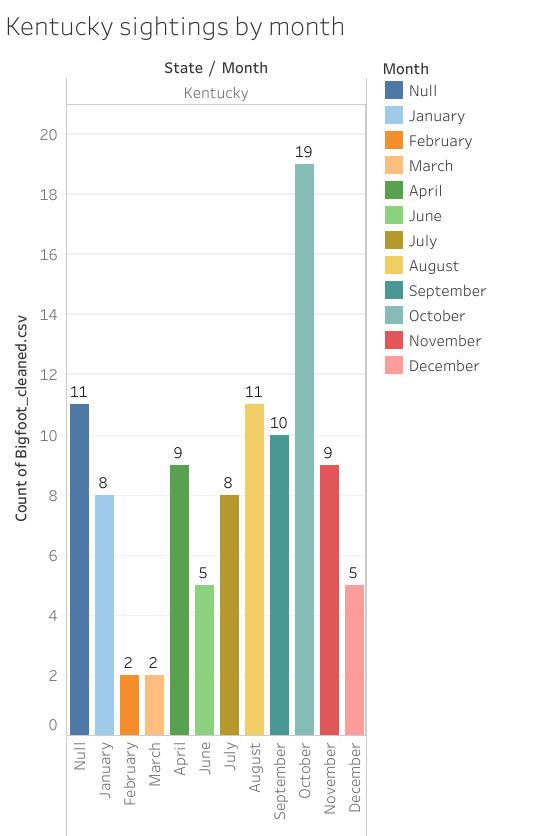 Kentucky sightings by month
State / Month
Kentucky
Count of Bigfoot_cleaned.csv
20
18
16
14
12
10
8
6
4
2
0
11
8
2
2
9
5
8
11
10
19
9
5
Null
January
February
March
April
June
July
August
September
October
November
December
Month
Null
January
February
March
April
June
July
August
September
October
November
December